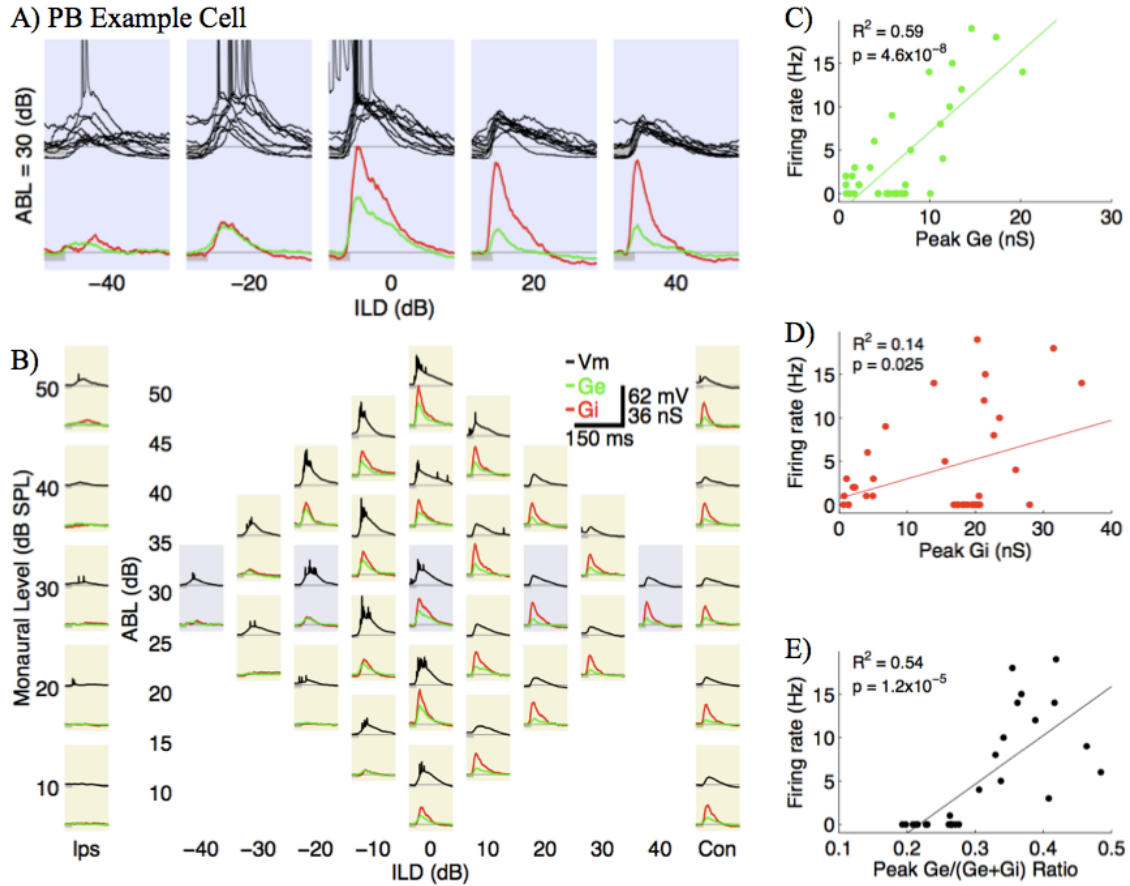 A) PB Example Cell
ABL = 30 (dB)
−40
−20
0
20
40
ILD (dB)
B)
Monaural Level (dB SPL)
50
40
30
20
10
Ips
ABL (dB)
50
45
40
35
30
25
20
15
10
Vm
Ge
Gi
62 mV
36 nS
150 ms
−40
−30
−20
−10
0
10
20
30
40
Con
ILD (dB)
C)
R² = 0.59
p = 4.6x10⁻⁸
Firing rate (Hz)
15
10
5
0
0
10
20
30
Peak Ge (nS)
D)
R² = 0.14
p = 0.025
Firing rate (Hz)
15
10
5
0
0
10
20
30
40
Peak Gi (nS)
E)
R² = 0.54
p = 1.2x10⁻⁵
Firing rate (Hz)
15
10
5
0
0.1
0.2
0.3
0.4
0.5
Peak Ge/(Ge+Gi) Ratio